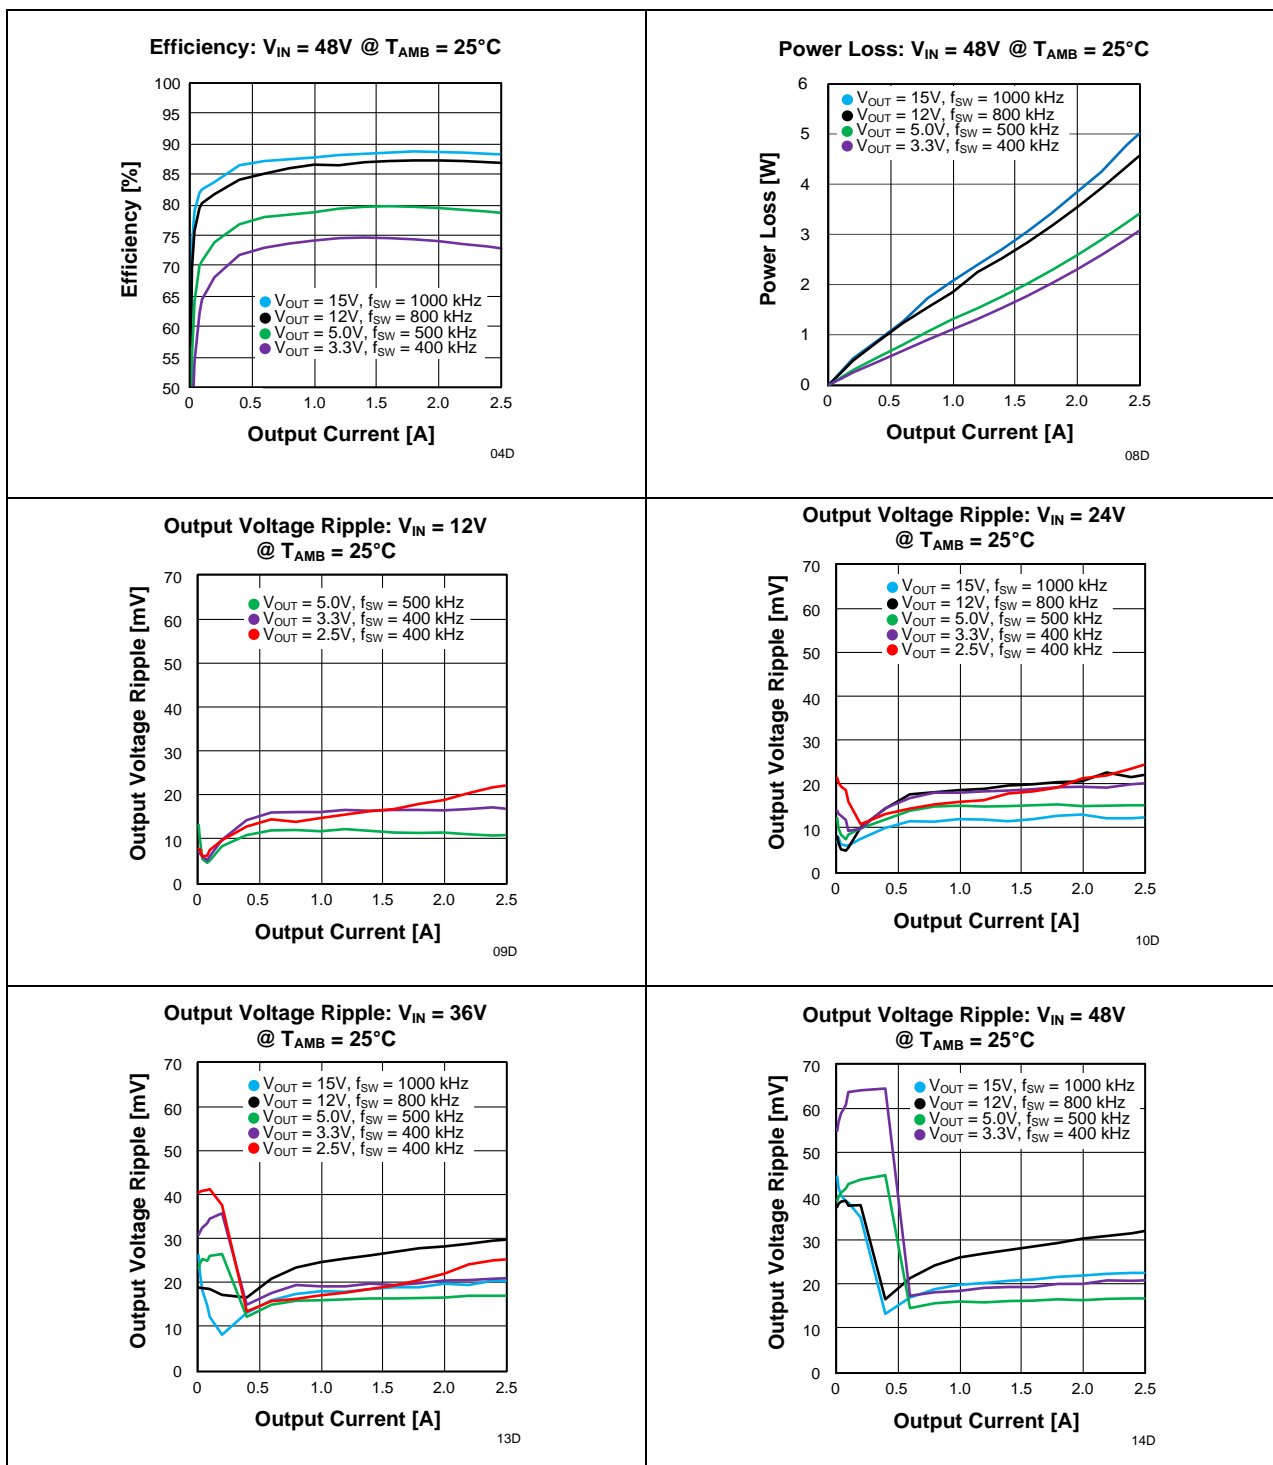 Efficiency: VIN = 48V @ TAMB = 25°C
100
95
90
85
80
75
70
65
60
55
50
Efficiency [%]
VOUT = 15V, fSW = 1000 kHz
VOUT = 12V, fSW = 800 kHz
VOUT = 5.0V, fSW = 500 kHz
VOUT = 3.3V, fSW = 400 kHz
0 0.5 1.0 1.5 2.0 2.5
Output Current [A]
04D
Power Loss: VIN = 48V @ TAMB = 25°C
6
5
4
3
2
1
0
Power Loss [W]
VOUT = 15V, fSW = 1000 kHz
VOUT = 12V, fSW = 800 kHz
VOUT = 5.0V, fSW = 500 kHz
VOUT = 3.3V, fSW = 400 kHz
0 0.5 1.0 1.5 2.0 2.5
Output Current [A]
08D
Output Voltage Ripple: VIN = 12V
@ TAMB = 25°C
70
60
50
40
30
20
10
0
Output Voltage Ripple [mV]
VOUT = 5.0V, fSW = 500 kHz
VOUT = 3.3V, fSW = 400 kHz
VOUT = 2.5V, fSW = 400 kHz
0 0.5 1.0 1.5 2.0 2.5
Output Current [A]
09D
Output Voltage Ripple: VIN = 24V
@ TAMB = 25°C
70
60
50
40
30
20
10
0
Output Voltage Ripple [mV]
VOUT = 15V, fSW = 1000 kHz
VOUT = 12V, fSW = 800 kHz
VOUT = 5.0V, fSW = 500 kHz
VOUT = 3.3V, fSW = 400 kHz
VOUT = 2.5V, fSW = 400 kHz
0 0.5 1.0 1.5 2.0 2.5
Output Current [A]
10D
Output Voltage Ripple: VIN = 36V
@ TAMB = 25°C
70
60
50
40
30
20
10
0
Output Voltage Ripple [mV]
VOUT = 15V, fSW = 1000 kHz
VOUT = 12V, fSW = 800 kHz
VOUT = 5.0V, fSW = 500 kHz
VOUT = 3.3V, fSW = 400 kHz
VOUT = 2.5V, fSW = 400 kHz
0 0.5 1.0 1.5 2.0 2.5
Output Current [A]
13D
Output Voltage Ripple: VIN = 48V
@ TAMB = 25°C
70
60
50
40
30
20
10
0
Output Voltage Ripple [mV]
VOUT = 15V, fSW = 1000 kHz
VOUT = 12V, fSW = 800 kHz
VOUT = 5.0V, fSW = 500 kHz
VOUT = 3.3V, fSW = 400 kHz
0 0.5 1.0 1.5 2.0 2.5
Output Current [A]
14D